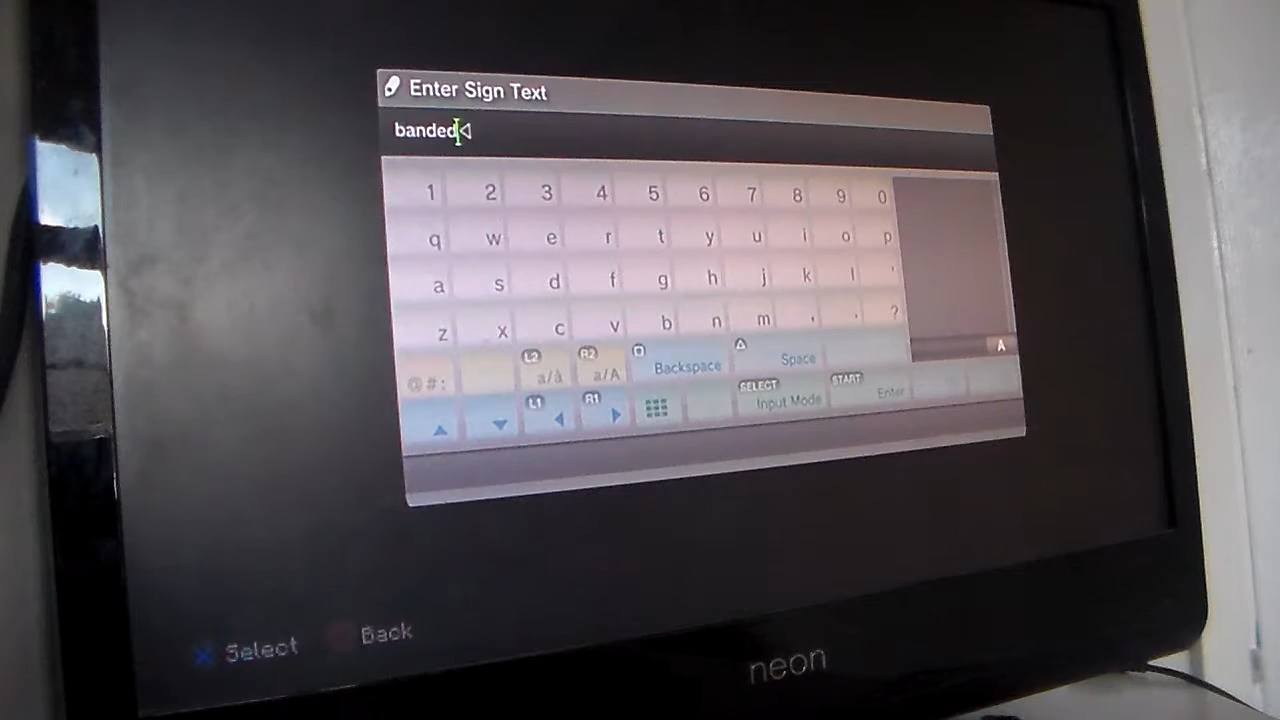 Enter Sign Text
banded
1 2 3 4 5 6 7 8 9 0
q w e r t y u i o p
a s d f g h j k l '
z x c v b n m , . ?
@#: L2 a/à R2 a/A Backspace Space A
L1 R1 SELECT Input Mode START Enter
Select Back
neon